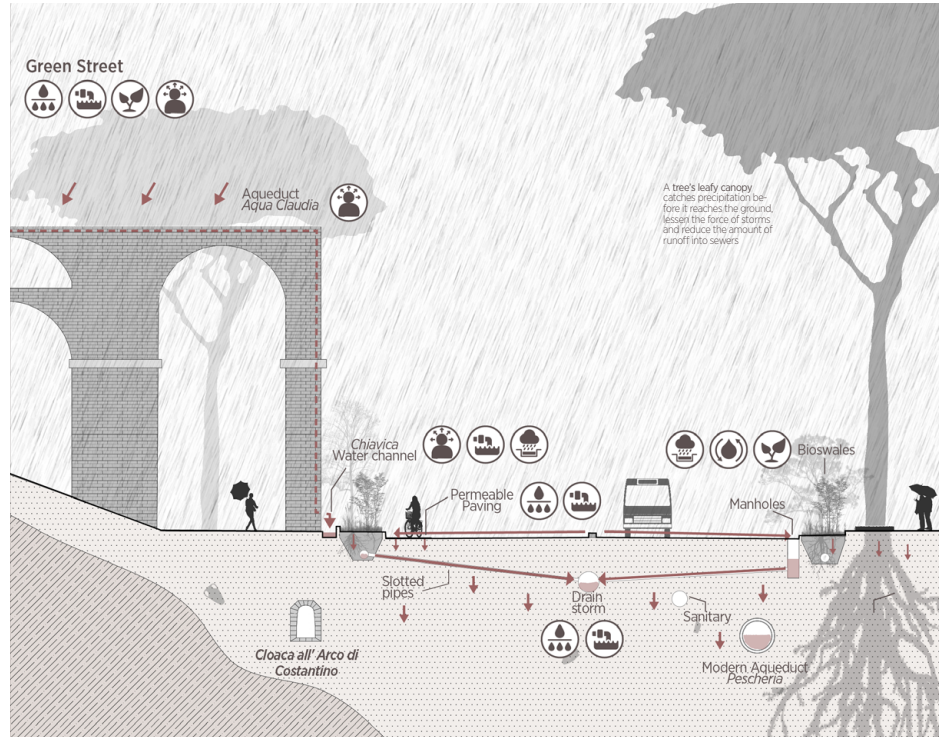 Green Street
Aqueduct
Aqua Claudia
A tree's leafy canopy
catches precipitation be-
fore it reaches the ground,
lessen the force of storms
and reduce the amount of
runoff into sewers
Chiavica
Water channel
Permeable
Paving
Bioswales
Manholes
Slotted
pipes
Drain
storm
Sanitary
Cloaca all' Arco di
Costantino
Modern Aqueduct
Pescheria